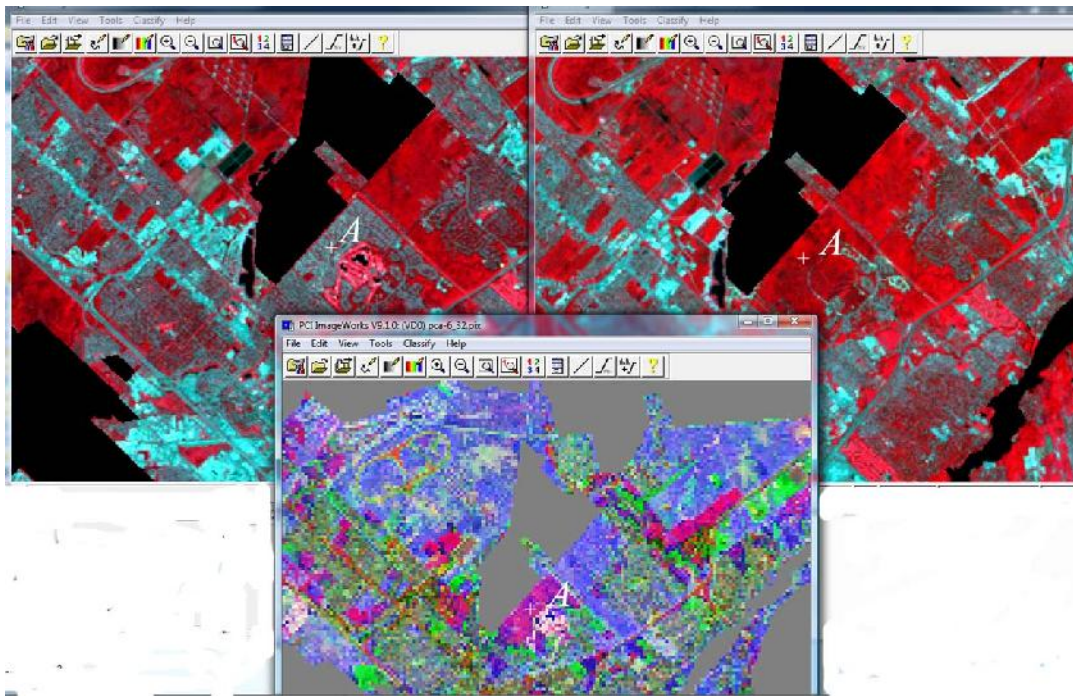 File Edit View Tools Classify Help
File Edit View Tools Classify Help
A
A
PCI ImageWorks V9.1.0: (VD0) pca-6_32.pix
File Edit View Tools Classify Help
A